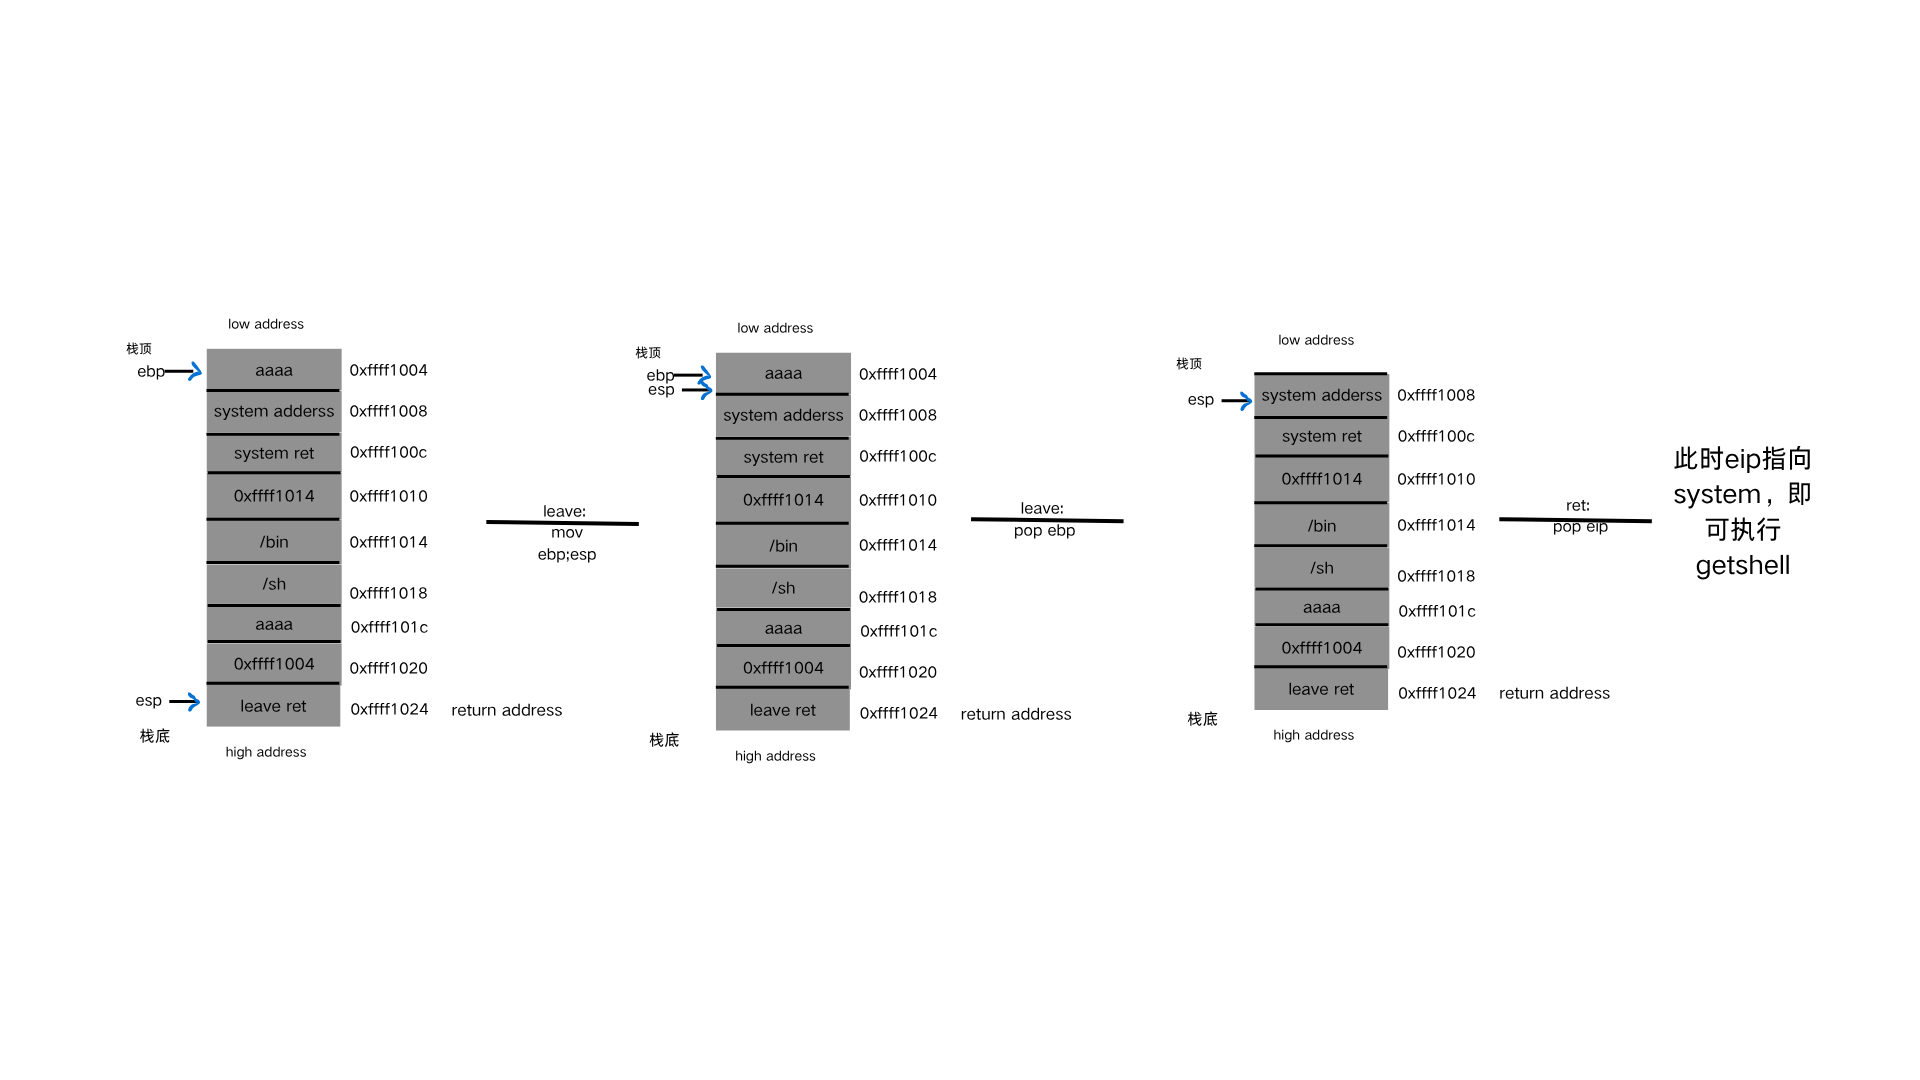 low address
栈顶
ebp
aaaa 0xffff1004
system adderss 0xffff1008
system ret 0xffff100c
0xffff1014 0xffff1010
/bin 0xffff1014
/sh 0xffff1018
aaaa 0xffff101c
0xffff1004 0xffff1020
esp
leave ret 0xffff1024 return address
栈底
high address
leave:
mov
ebp;esp
low address
栈顶
ebp
esp
aaaa 0xffff1004
system adderss 0xffff1008
system ret 0xffff100c
0xffff1014 0xffff1010
/bin 0xffff1014
/sh 0xffff1018
aaaa 0xffff101c
0xffff1004 0xffff1020
leave ret 0xffff1024 return address
栈底
high address
leave:
pop ebp
low address
栈顶
esp
system adderss 0xffff1008
system ret 0xffff100c
0xffff1014 0xffff1010
/bin 0xffff1014
/sh 0xffff1018
aaaa 0xffff101c
0xffff1004 0xffff1020
leave ret 0xffff1024 return address
栈底
high address
ret:
pop eip
此时eip指向
system，即
可执行
getshell